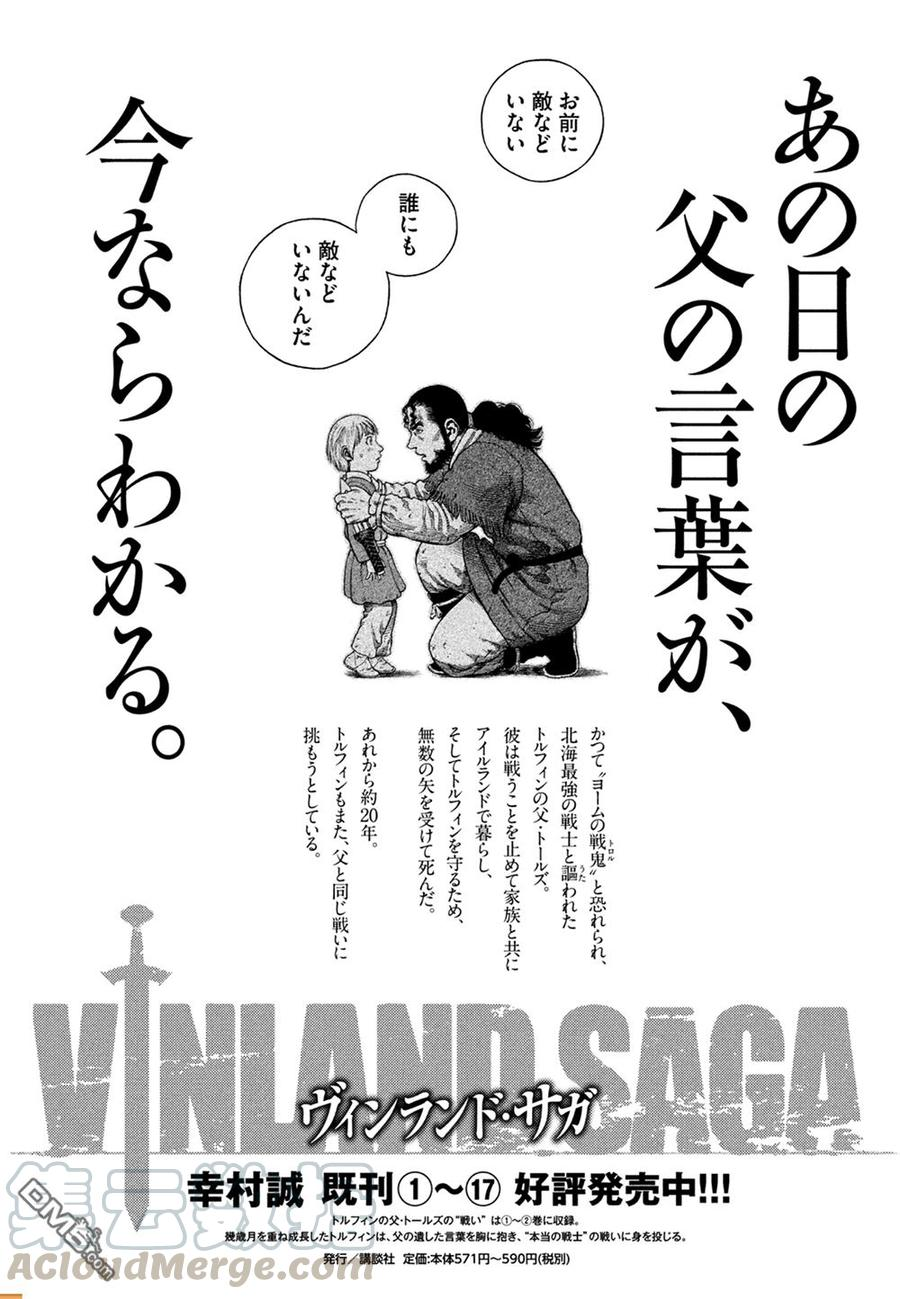 あの日の
父の言葉が、
お前に
敵など
いない
誰にも
敵など
いないんだ
今ならわかる。
かつて〝ヨームの戦鬼〟と恐れられ、
トロル
北海最強の戦士と謳われた
うた
トルフィンの父・トールズ。
彼は戦うことを止めて家族と共に
アイルランドで暮らし、
そしてトルフィンを守るため、
無数の矢を受けて死んだ。
あれから約20年。
トルフィンもまた、父と同じ戦いに
挑もうとしている。
VINLAND SAGA
ヴィンランド・サガ
幸村誠 既刊①〜⑰ 好評発売中!!!
トルフィンの父・トールズの“戦い”は①〜②巻に収録。
幾歳月を重ね成長したトルフィンは、父の遺した言葉を胸に抱き、“本当の戦士”の戦いに身を投じる。
発行／講談社 定価:本体571円〜590円(税別)
集云数据
AcloudMerge.com